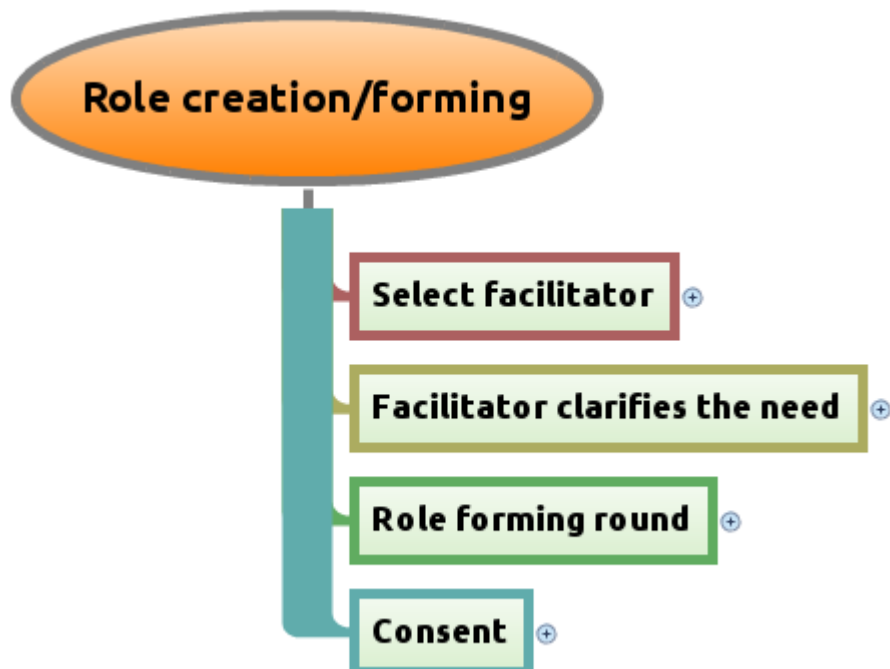 Role creation/forming
Select facilitator
Facilitator clarifies the need
Role forming round
Consent